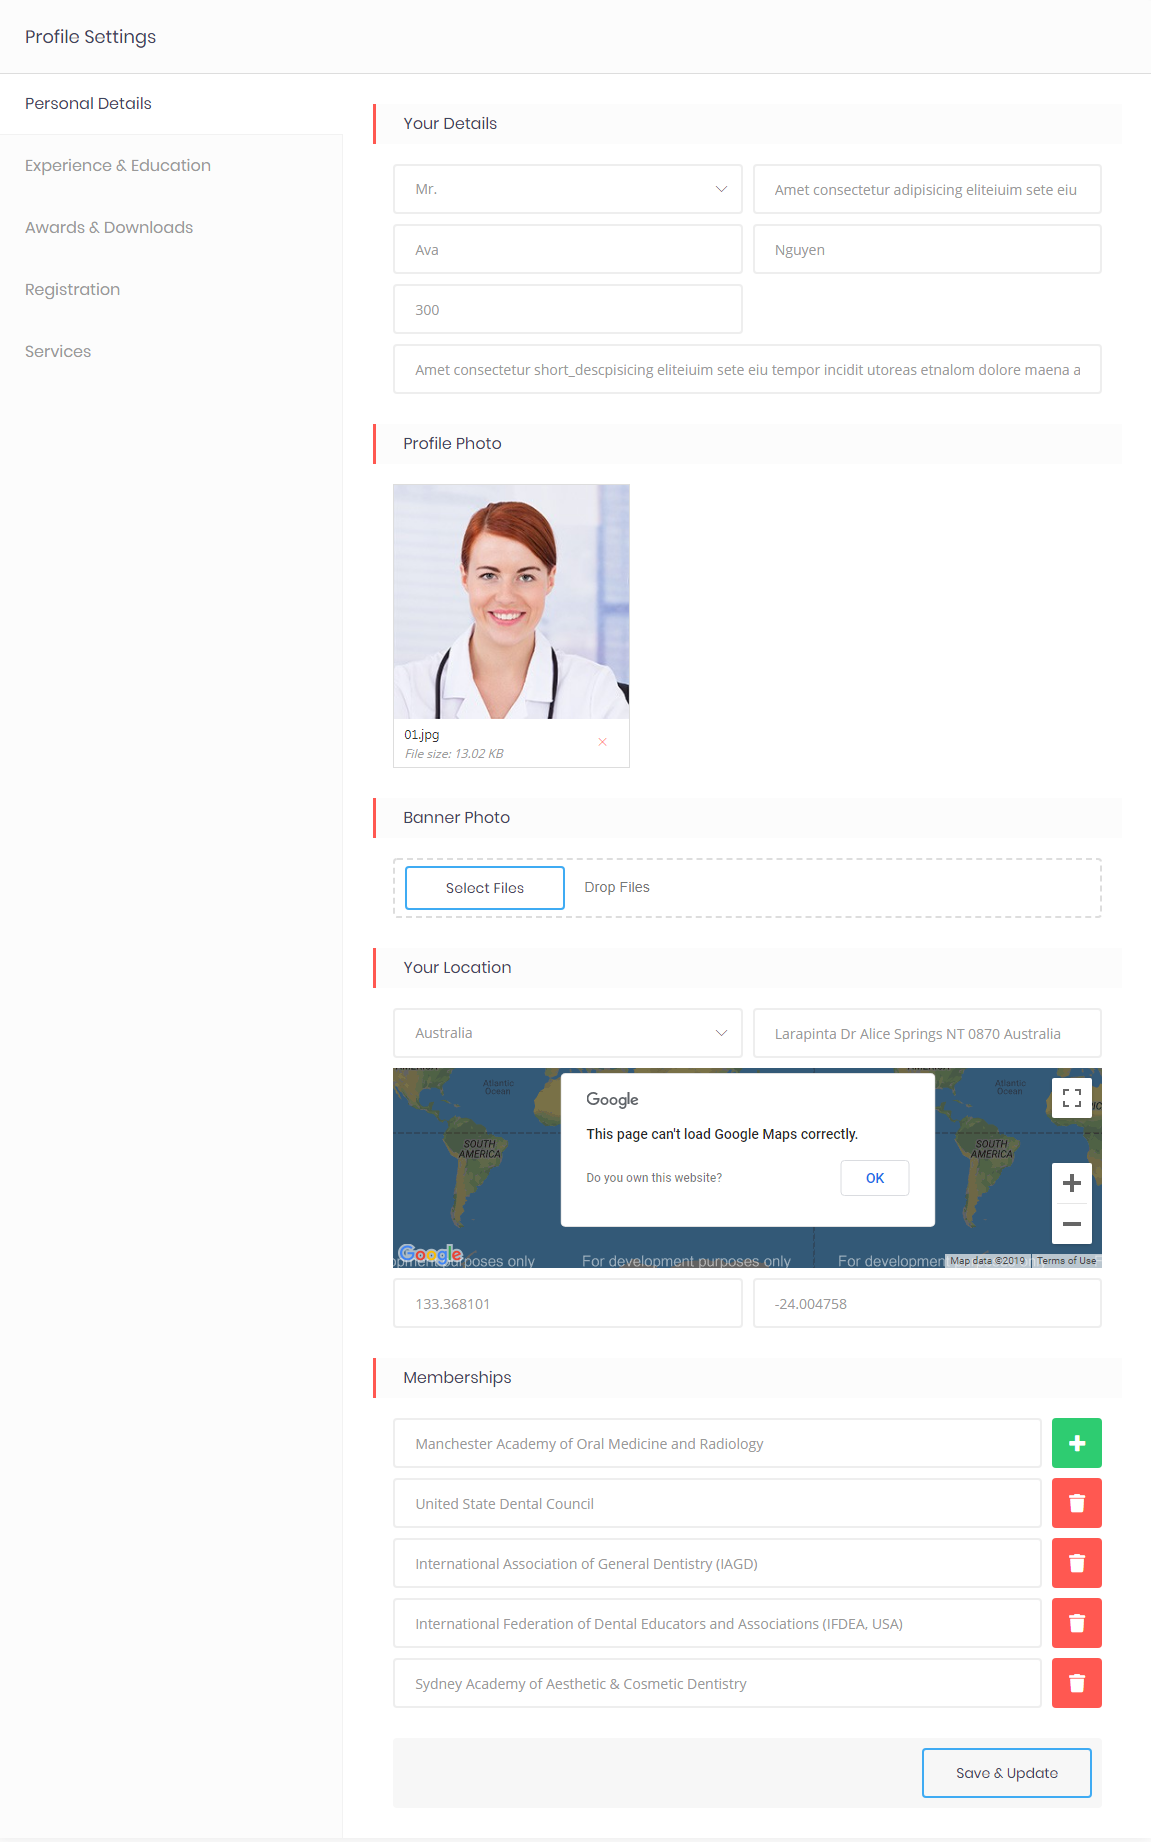 Profile Settings
Personal Details
Experience & Education
Awards & Downloads
Registration
Services
Your Details
Mr.
Amet consectetur adipisicing eliteiuim sete eiu
Ava
Nguyen
300
Amet consectetur short_descpisicing eliteiuim sete eiu tempor incidit utoreas etnalom dolore maena a
Profile Photo
01.jpg
File size: 13.02 KB
Banner Photo
Select Files
Drop Files
Your Location
Australia
Larapinta Dr Alice Springs NT 0870 Australia
Atlantic
Ocean
Atlantic
Ocean
SOUTH
AMERICA
SOUTH
AMERICA
Google
This page can't load Google Maps correctly.
Do you own this website?
OK
Google
purposes only
For development purposes only
For development
Map data ©2019
Terms of Use
133.368101
-24.004758
Memberships
Manchester Academy of Oral Medicine and Radiology
United State Dental Council
International Association of General Dentistry (IAGD)
International Federation of Dental Educators and Associations (IFDEA, USA)
Sydney Academy of Aesthetic & Cosmetic Dentistry
Save & Update